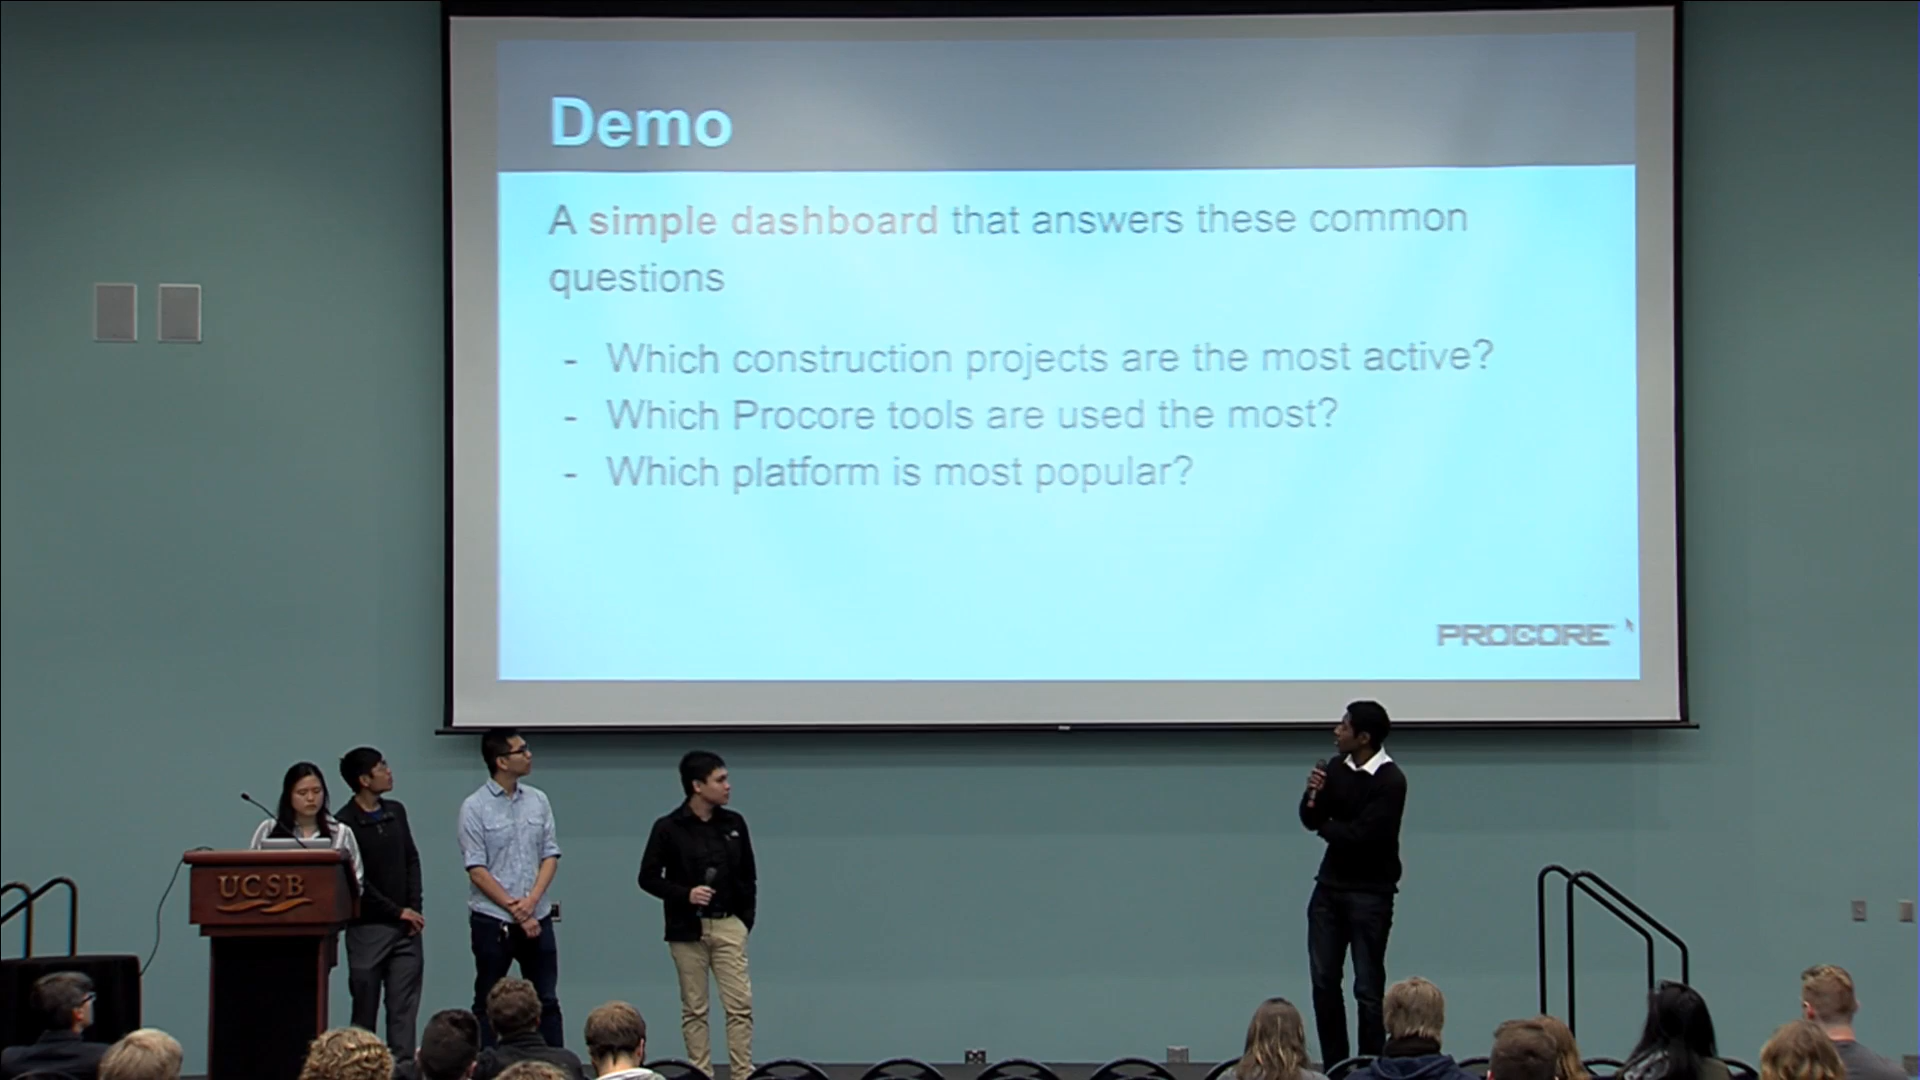 Demo
A simple dashboard that answers these common
questions
- Which construction projects are the most active?
- Which Procore tools are used the most?
- Which platform is most popular?
PROCORE
UCSB